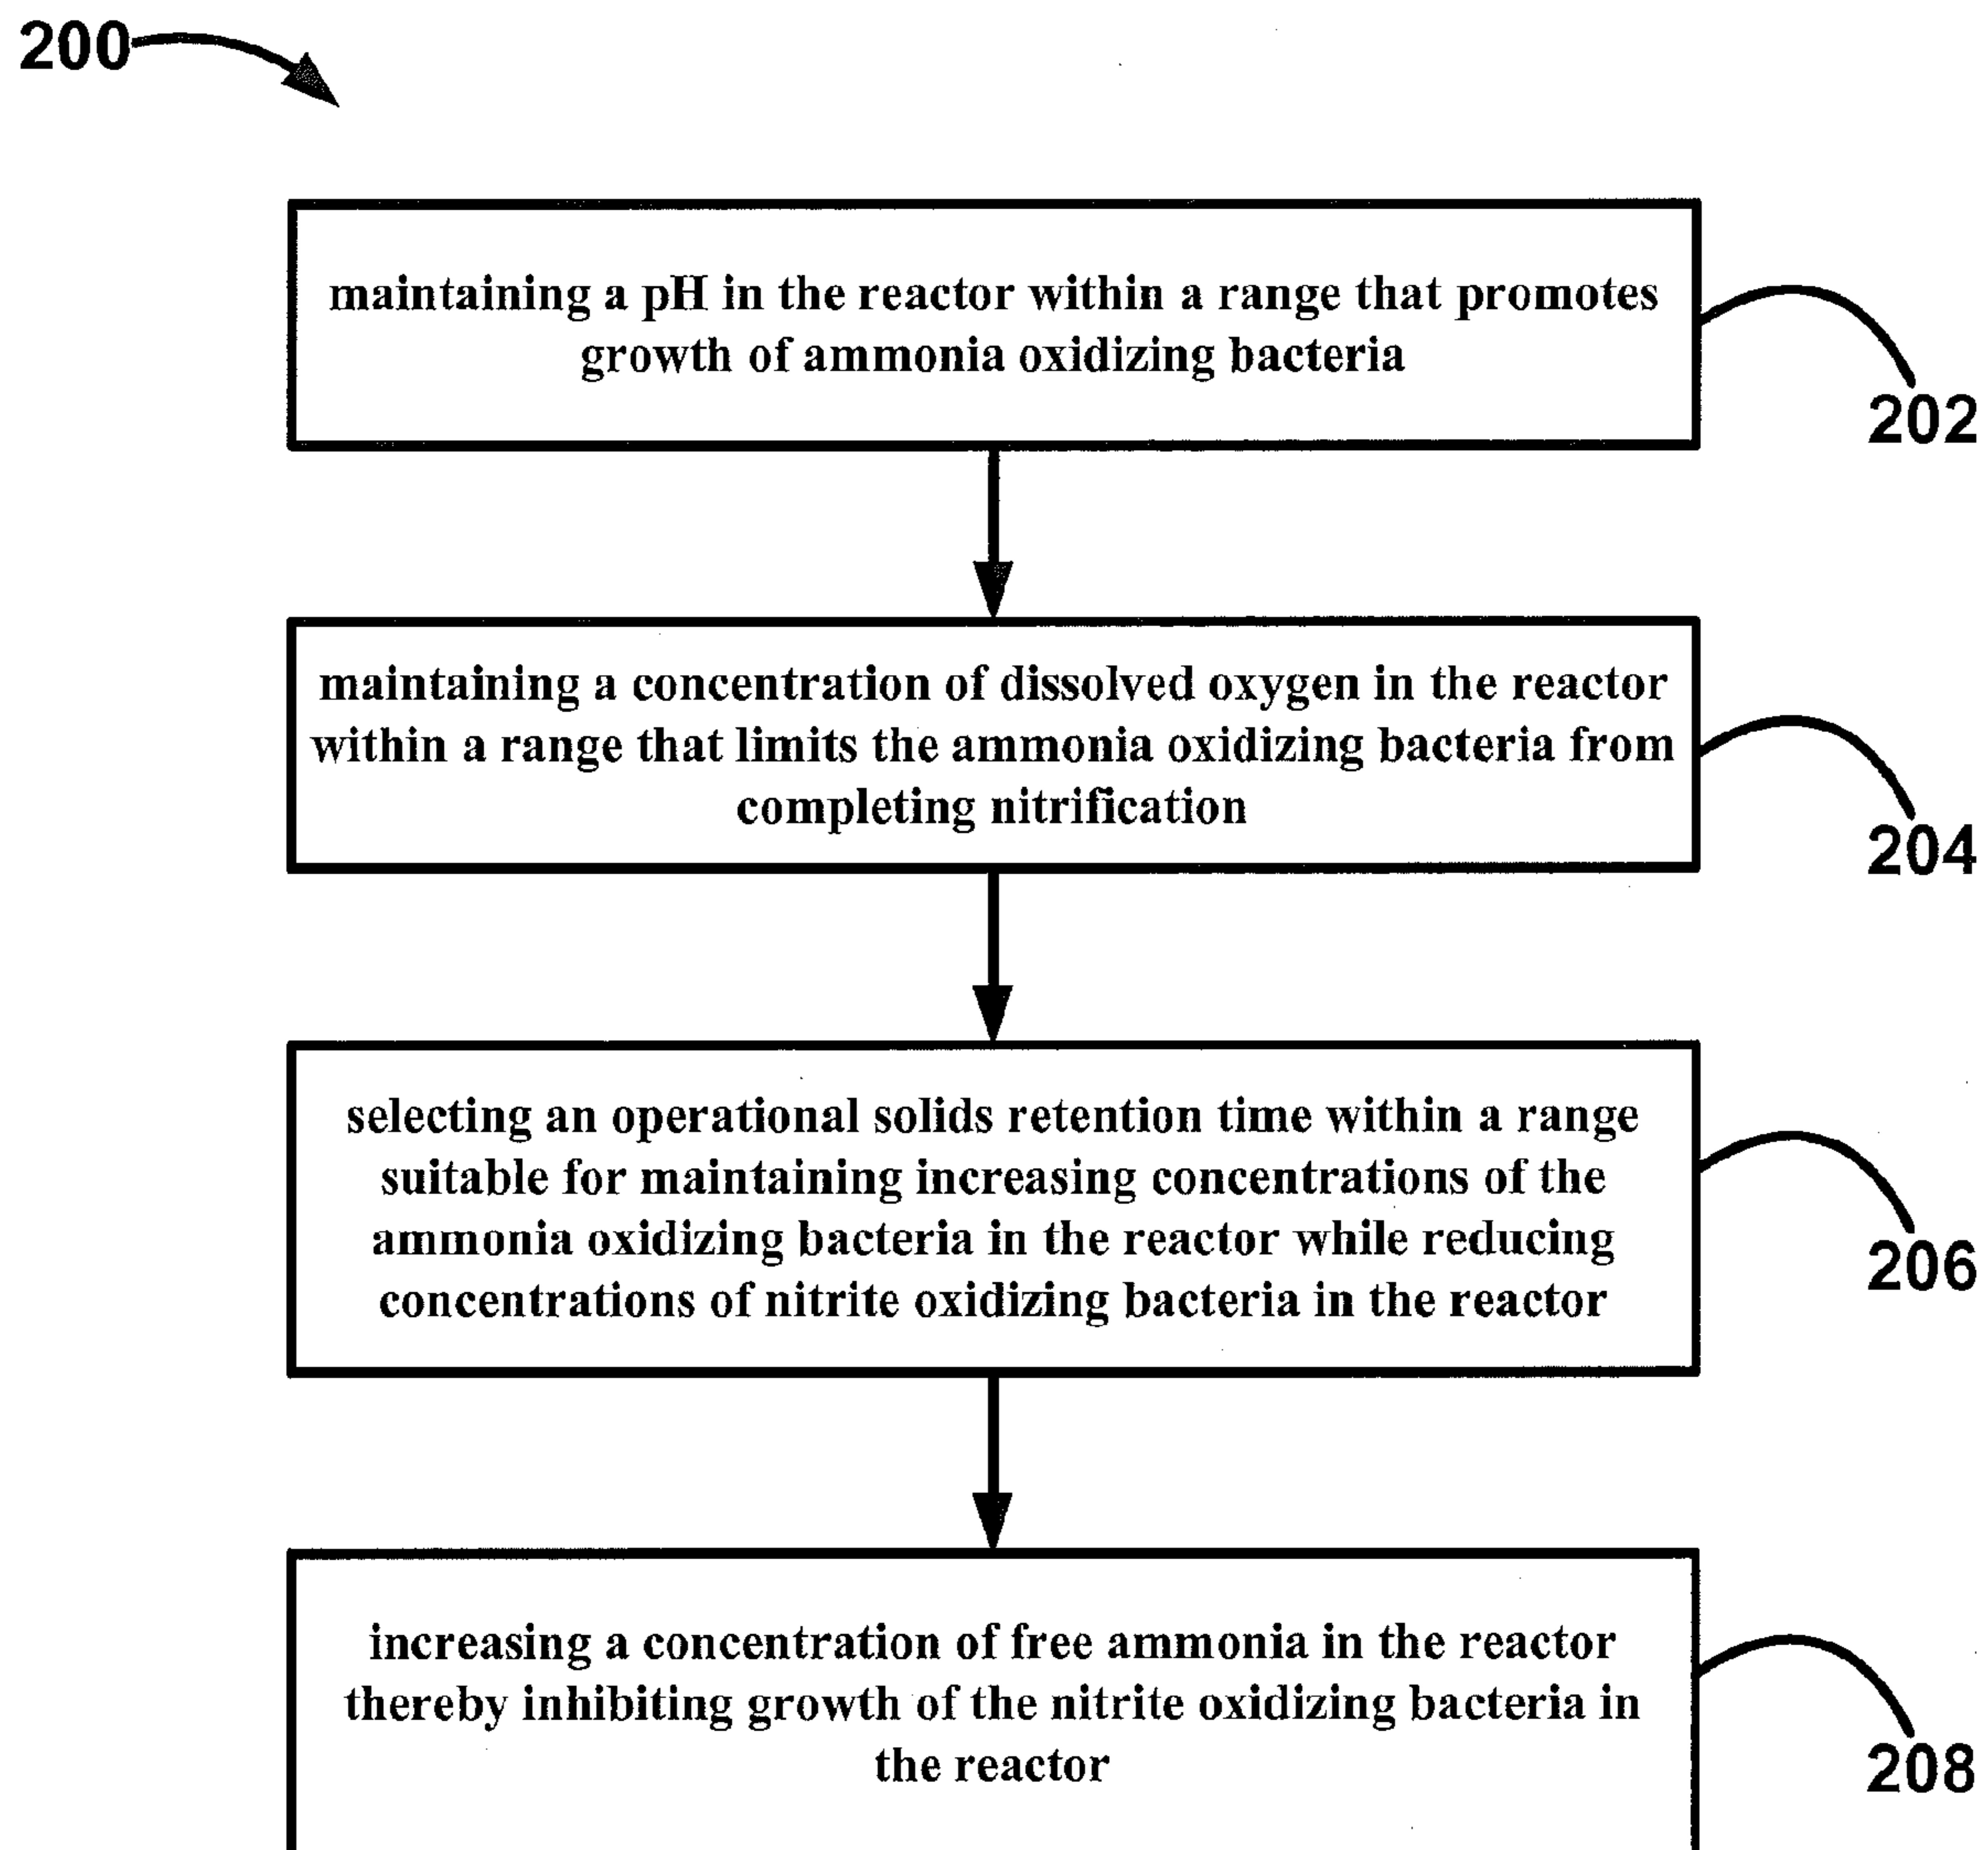 200
maintaining a pH in the reactor within a range that promotes
growth of ammonia oxidizing bacteria
202
maintaining a concentration of dissolved oxygen in the reactor
within a range that limits the ammonia oxidizing bacteria from
completing nitrification
204
selecting an operational solids retention time within a range
suitable for maintaining increasing concentrations of the
ammonia oxidizing bacteria in the reactor while reducing
concentrations of nitrite oxidizing bacteria in the reactor
206
increasing a concentration of free ammonia in the reactor
thereby inhibiting growth of the nitrite oxidizing bacteria in
the reactor
208